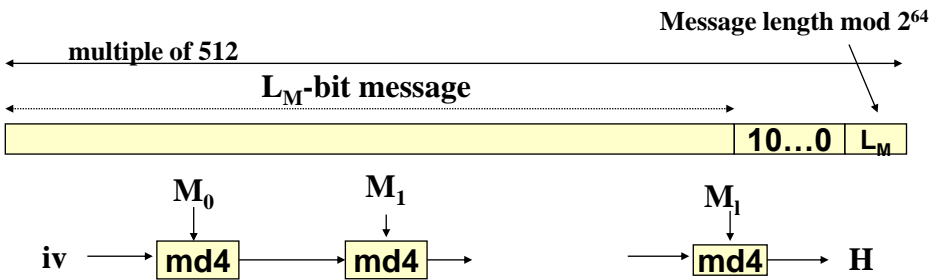 Message length mod 2⁶⁴
multiple of 512
L_M-bit message
10…0 L_M
M₀ M₁ M_l
iv md4 md4 md4 H